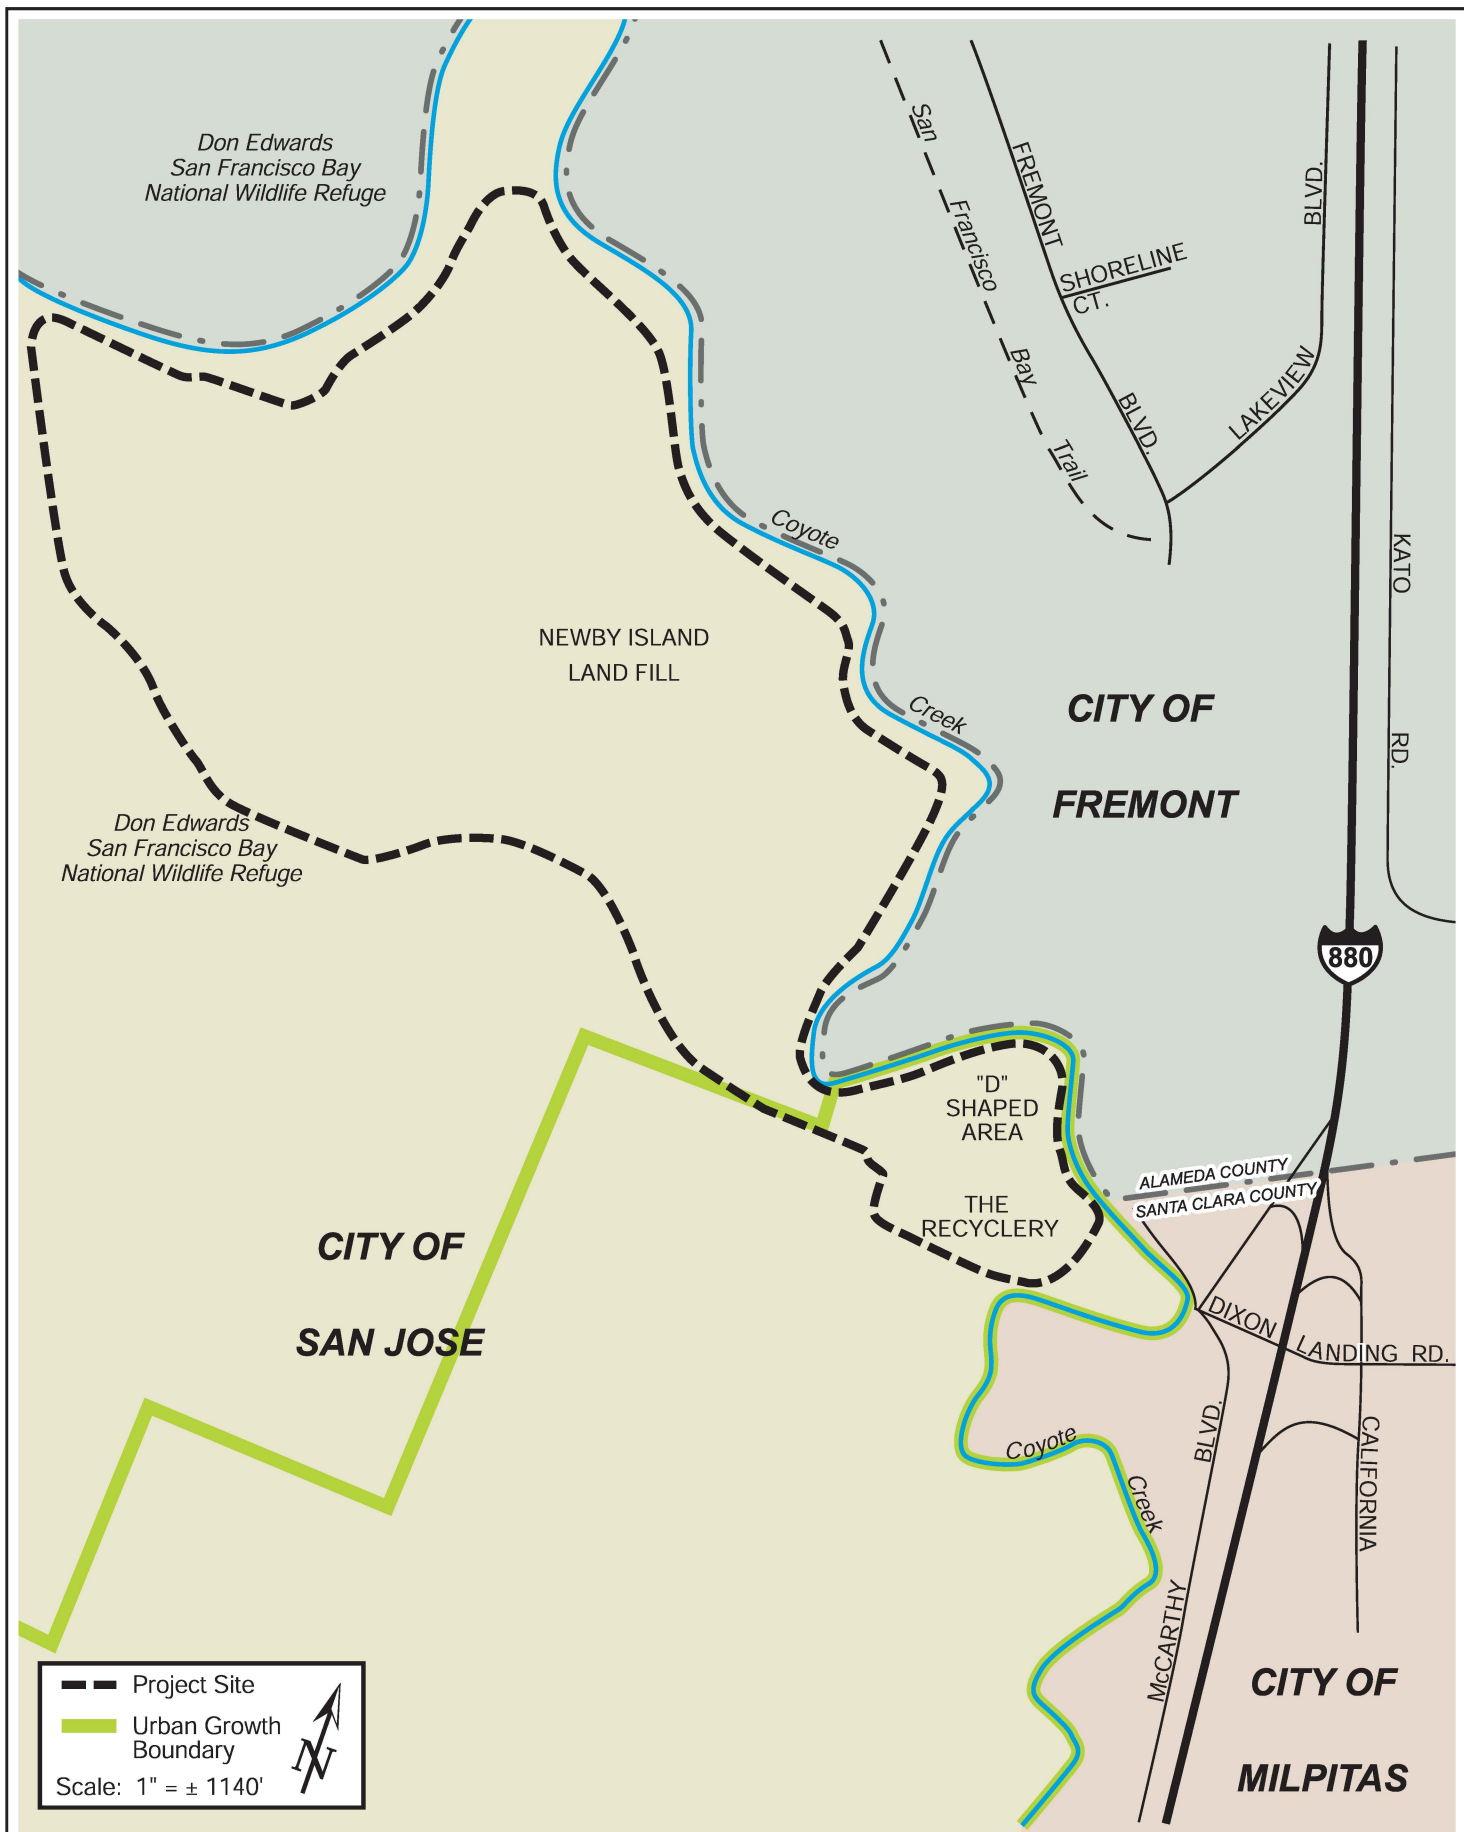 Don Edwards
San Francisco Bay
National Wildlife Refuge
San
Francisco
Bay
Trail
FREMONT
BLVD.
SHORELINE
CT.
LAKEVIEW
BLVD.
KATO
RD.
Coyote
Creek
NEWBY ISLAND
LAND FILL
CITY OF
FREMONT
Don Edwards
San Francisco Bay
National Wildlife Refuge
880
"D"
SHAPED
AREA
THE
RECYCLERY
ALAMEDA COUNTY
SANTA CLARA COUNTY
CITY OF
SAN JOSE
DIXON
LANDING RD.
Coyote
Creek
McCARTHY
BLVD.
CALIFORNIA
CITY OF
MILPITAS
Project Site
Urban Growth
Boundary
Scale: 1" = ± 1140'
N